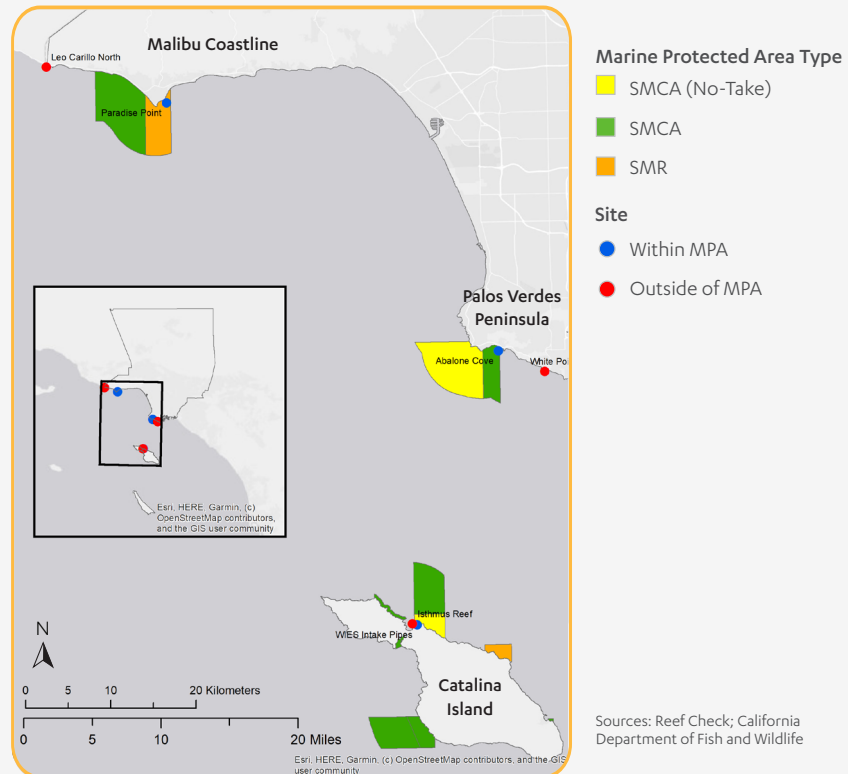 Malibu Coastline
Leo Carillo North
Paradise Point
Palos Verdes
Peninsula
Abalone Cove
White Poi
Esri, HERE, Garmin, (c)
OpenStreetMap contributors,
and the GIS user community
Isthmus Reef
WIES Intake Pipes
Catalina
Island
N
0 5 10 20 Kilometers
0 5 10 20 Miles
Esri, HERE, Garmin, (c) OpenStreetMap contributors, and the GIS
user community
Marine Protected Area Type
SMCA (No-Take)
SMCA
SMR
Site
Within MPA
Outside of MPA
Sources: Reef Check; California
Department of Fish and Wildlife